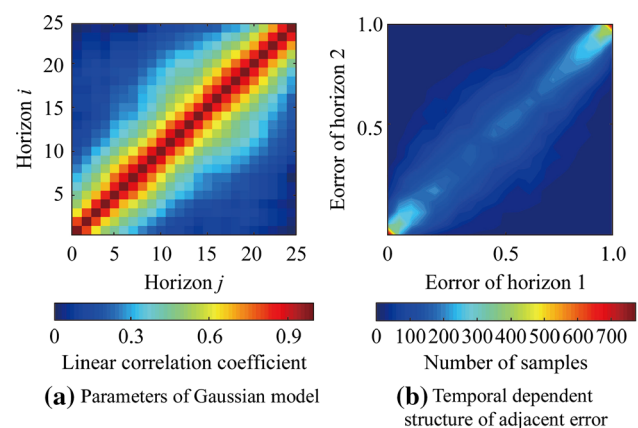 25
20
15
10
5
Horizon i
0 5 10 15 20 25
Horizon j
0 0.3 0.6 0.9
Linear correlation coefficient
(a) Parameters of Gaussian model
1.0
0.5
Eorror of horizon 2
0 0.5 1.0
Eorror of horizon 1
0 100 200 300 400 500 600 700
Number of samples
(b) Temporal dependent
structure of adjacent error